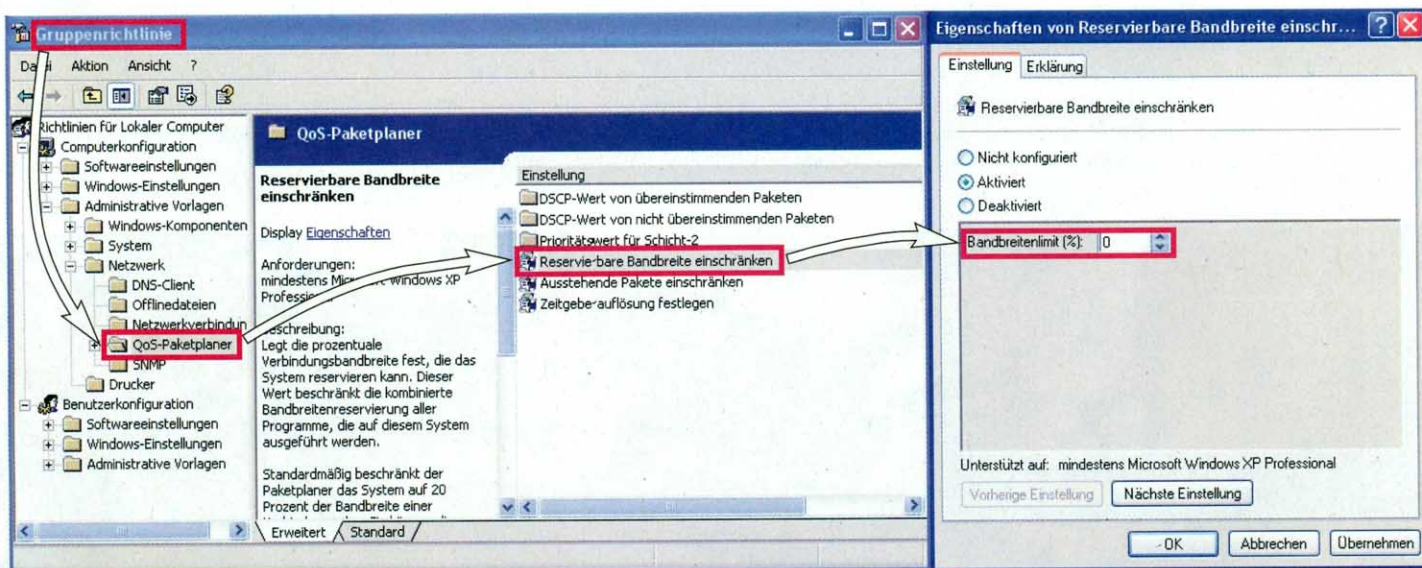 Gruppenrichtlinie
Aktion Ansicht ?
Richtlinien für Lokaler Computer
Computerkonfiguration
Softwareeinstellungen
Windows-Einstellungen
Administrative Vorlagen
Windows-Komponenten
System
Netzwerk
DNS-Client
Offlinedateien
Netzwerkverbindun
QoS-Paketplaner
SNMP
Drucker
Benutzerkonfiguration
Softwareeinstellungen
Windows-Einstellungen
Administrative Vorlagen
QoS-Paketplaner
Reservierbare Bandbreite
einschränken
Display Eigenschaften
Anforderungen:
mindestens Microsoft Windows XP
Professional
Beschreibung:
Legt die prozentuale
Verbindungsbandbreite fest, die das
System reservieren kann. Dieser
Wert beschränkt die kombinierte
Bandbreitenreservierung aller
Programme, die auf diesem System
ausgeführt werden.
Standardmäßig beschränkt der
Paketplaner das System auf 20
Prozent der Bandbreite einer
Einstellung
DSCP-Wert von übereinstimmenden Paketen
DSCP-Wert von nicht übereinstimmenden Paketen
Prioritätswert für Schicht-2
Reservierbare Bandbreite einschränken
Ausstehende Pakete einschränken
Zeitgeberauflösung festlegen
Erweitert Standard
Eigenschaften von Reservierbare Bandbreite einschr... ?
Einstellung Erklärung
Reservierbare Bandbreite einschränken
Nicht konfiguriert
Aktiviert
Deaktiviert
Bandbreitenlimit (%): 0
Unterstützt auf: mindestens Microsoft Windows XP Professional
Vorherige Einstellung Nächste Einstellung
OK Abbrechen Übernehmen